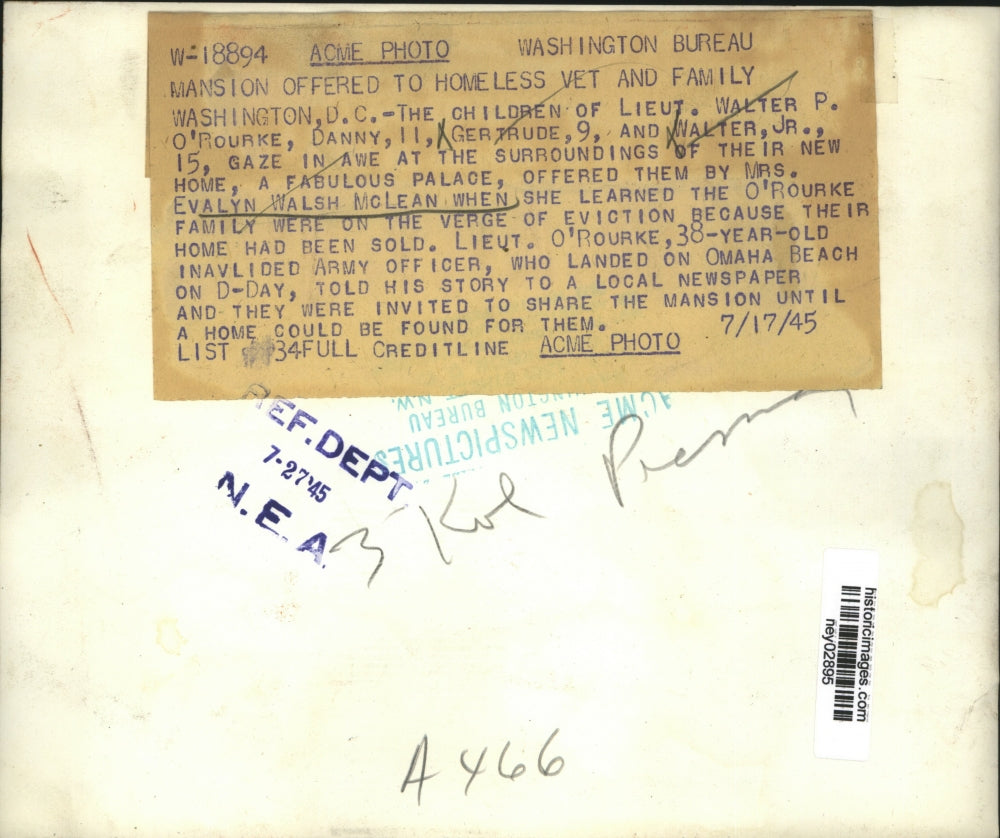 W-18894 ACME PHOTO WASHINGTON BUREAU
MANSION OFFERED TO HOMELESS VET AND FAMILY
WASHINGTON, D.C.-THE CHILDREN OF LIEUT. WALTER P.
O'ROURKE, DANNY, 11, GERTRUDE, 9, AND WALTER, JR.,
15, GAZE IN AWE AT THE SURROUNDINGS OF THEIR NEW
HOME, A FABULOUS PALACE, OFFERED THEM BY MRS.
EVALYN WALSH MCLEAN WHEN SHE LEARNED THE O'ROURKE
FAMILY WERE ON THE VERGE OF EVICTION BECAUSE THEIR
HOME HAD BEEN SOLD. LIEUT. O'ROURKE, 38-YEAR-OLD
INAVLIDED ARMY OFFICER, WHO LANDED ON OMAHA BEACH
ON D-DAY, TOLD HIS STORY TO A LOCAL NEWSPAPER
AND THEY WERE INVITED TO SHARE THE MANSION UNTIL
A HOME COULD BE FOUND FOR THEM. 7/17/45
LIST 34FULL CREDITLINE ACME PHOTO
ACME NEWSPICTURES
BUREAU
N.W.
REF. DEPT
7-27'45
N.E.A.
3 Kol
historicimages.com
ney02895
A466